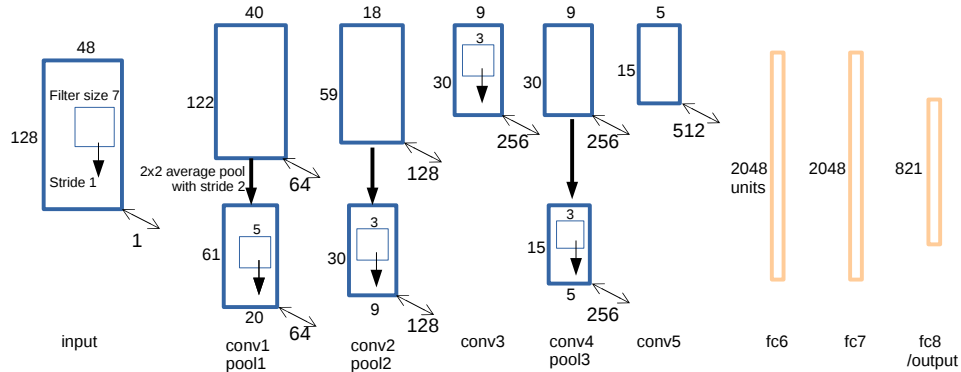 48
128
Filter size 7
Stride 1
1
input
40
122
64
2x2 average pool
with stride 2
61
5
20
64
conv1
pool1
18
59
128
30
3
9
128
conv2
pool2
9
30
3
256
conv3
9
30
256
15
3
5
256
conv4
pool3
5
15
512
conv5
2048
units
fc6
2048
fc7
821
fc8
/output